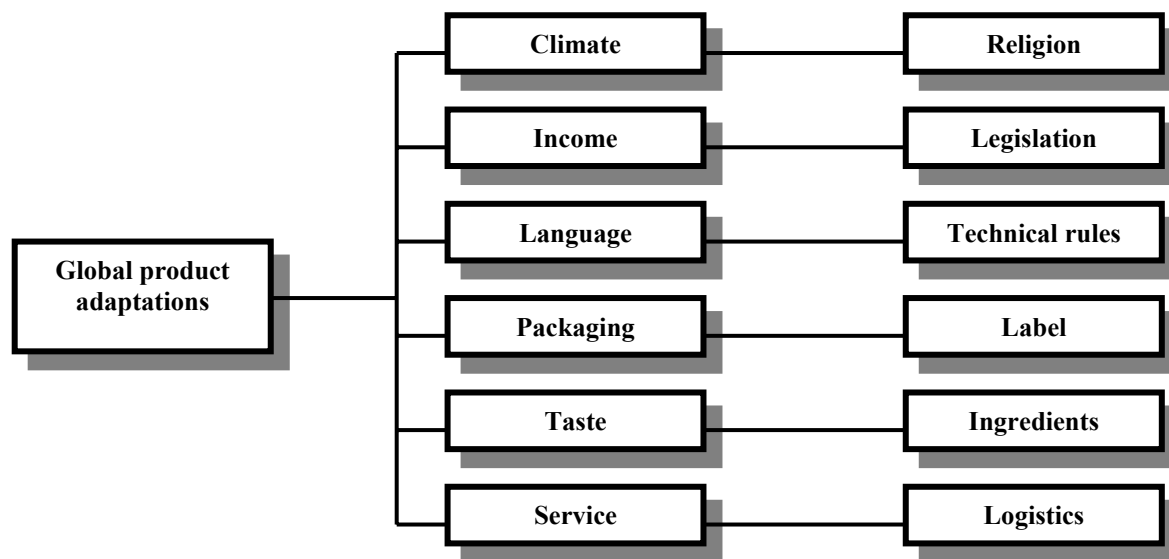 Climate
Religion
Income
Legislation
Language
Technical rules
Global product
adaptations
Packaging
Label
Taste
Ingredients
Service
Logistics